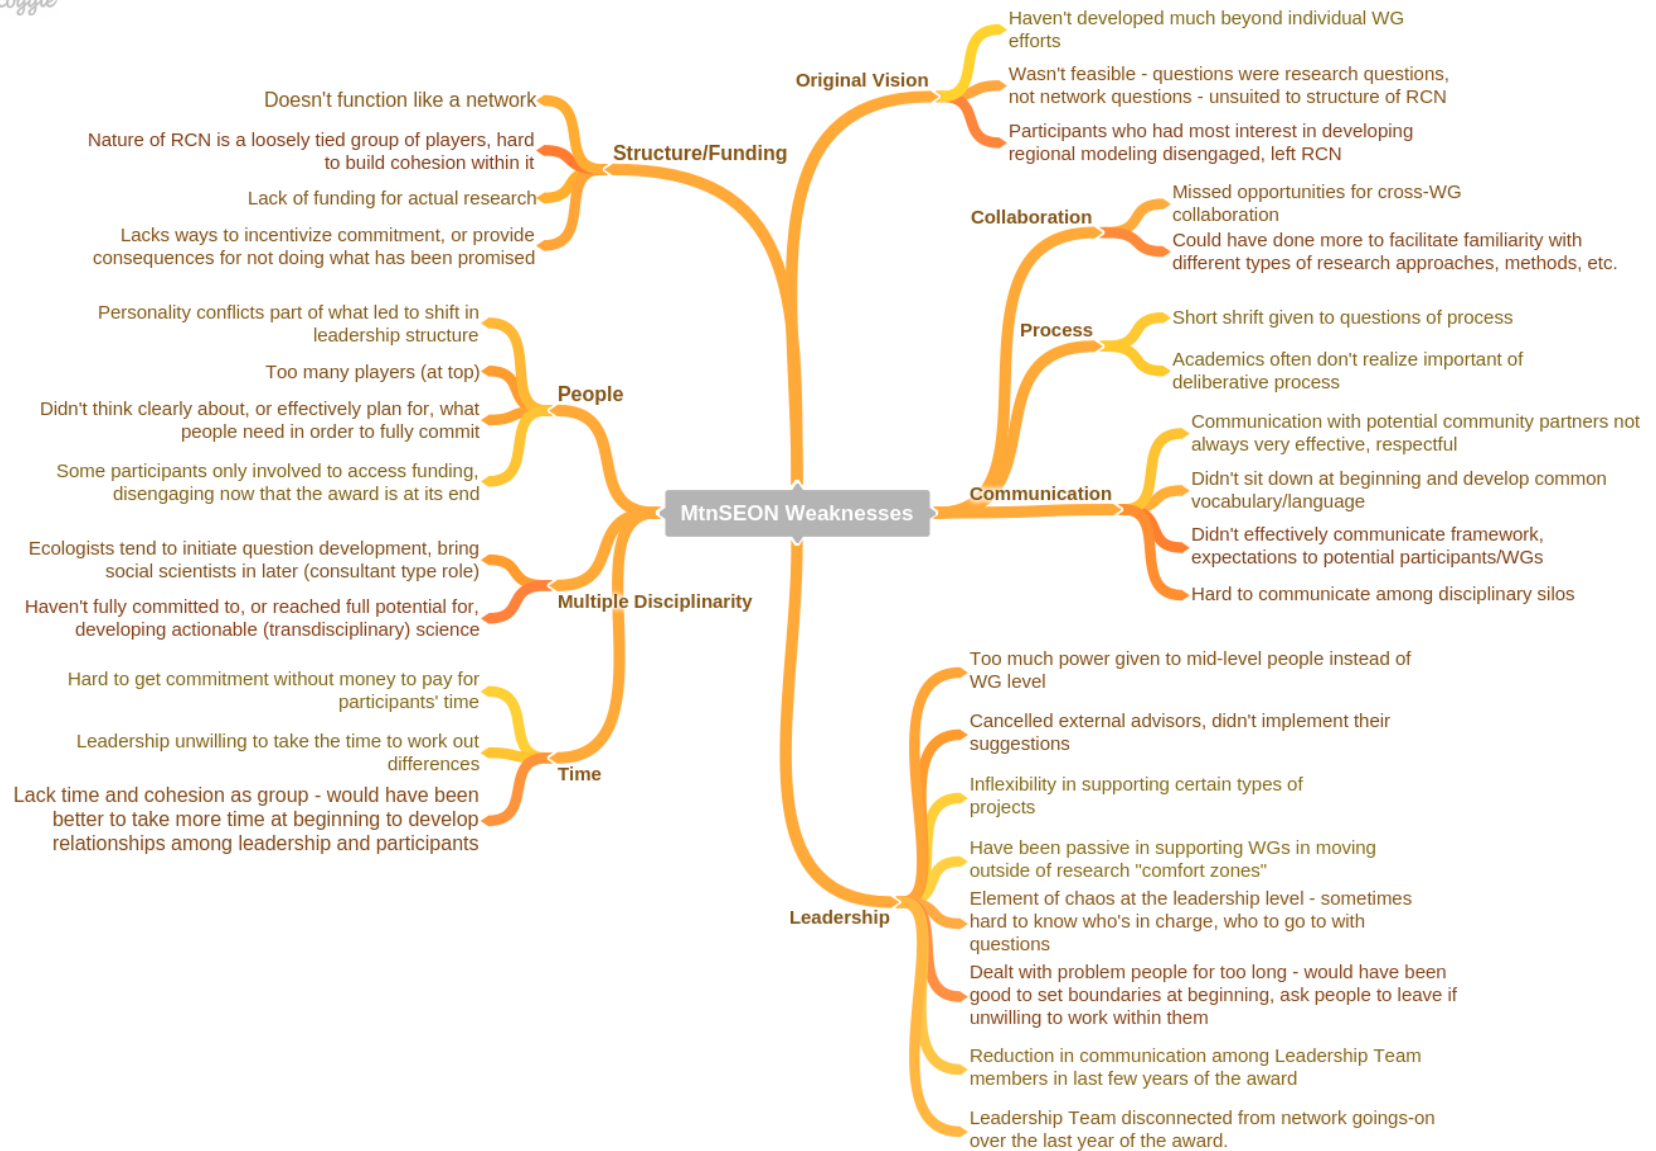 coggle
MtnSEON Weaknesses
Structure/Funding
Doesn't function like a network
Nature of RCN is a loosely tied group of players, hard
to build cohesion within it
Lack of funding for actual research
Lacks ways to incentivize commitment, or provide
consequences for not doing what has been promised
People
Personality conflicts part of what led to shift in
leadership structure
Too many players (at top)
Didn't think clearly about, or effectively plan for, what
people need in order to fully commit
Some participants only involved to access funding,
disengaging now that the award is at its end
Multiple Disciplinarity
Ecologists tend to initiate question development, bring
social scientists in later (consultant type role)
Haven't fully committed to, or reached full potential for,
developing actionable (transdisciplinary) science
Time
Hard to get commitment without money to pay for
participants' time
Leadership unwilling to take the time to work out
differences
Lack time and cohesion as group - would have been
better to take more time at beginning to develop
relationships among leadership and participants
Original Vision
Haven't developed much beyond individual WG
efforts
Wasn't feasible - questions were research questions,
not network questions - unsuited to structure of RCN
Participants who had most interest in developing
regional modeling disengaged, left RCN
Collaboration
Missed opportunities for cross-WG
collaboration
Could have done more to facilitate familiarity with
different types of research approaches, methods, etc.
Process
Short shrift given to questions of process
Academics often don't realize important of
deliberative process
Communication
Communication with potential community partners not
always very effective, respectful
Didn't sit down at beginning and develop common
vocabulary/language
Didn't effectively communicate framework,
expectations to potential participants/WGs
Hard to communicate among disciplinary silos
Leadership
Too much power given to mid-level people instead of
WG level
Cancelled external advisors, didn't implement their
suggestions
Inflexibility in supporting certain types of
projects
Have been passive in supporting WGs in moving
outside of research "comfort zones"
Element of chaos at the leadership level - sometimes
hard to know who's in charge, who to go to with
questions
Dealt with problem people for too long - would have been
good to set boundaries at beginning, ask people to leave if
unwilling to work within them
Reduction in communication among Leadership Team
members in last few years of the award
Leadership Team disconnected from network goings-on
over the last year of the award.